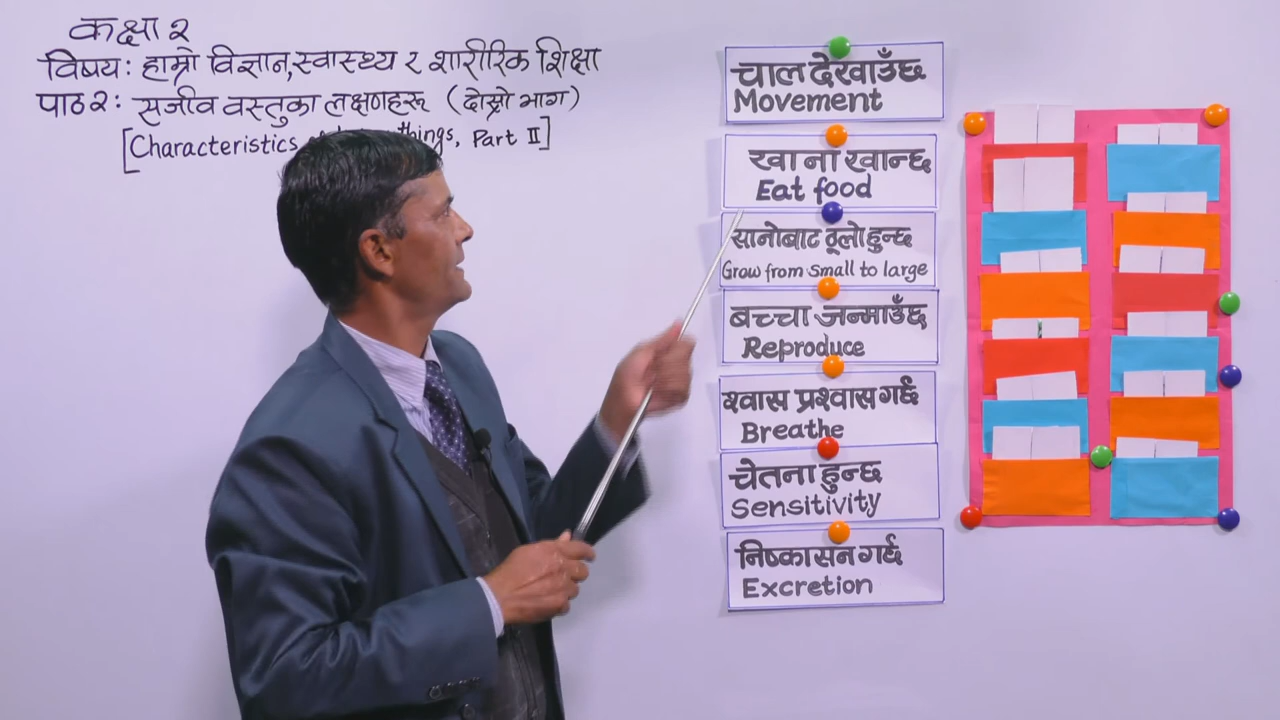 कक्षा २
विषय: हाम्रो विज्ञान, स्वास्थ्य र शारीरिक शिक्षा
पाठ २: सजीव वस्तुका लक्षणहरू (दोस्रो भाग)
[Characteristics things, Part II]
चाल देखाउँछ
Movement
खाना खान्छ
Eat food
सानोबाट ठूलो हुन्छ
Grow from small to large
बच्चा जन्माउँछ
Reproduce
श्वास प्रश्वास गर्छ
Breathe
चेतना हुन्छ
Sensitivity
निष्कासन गर्छ
Excretion